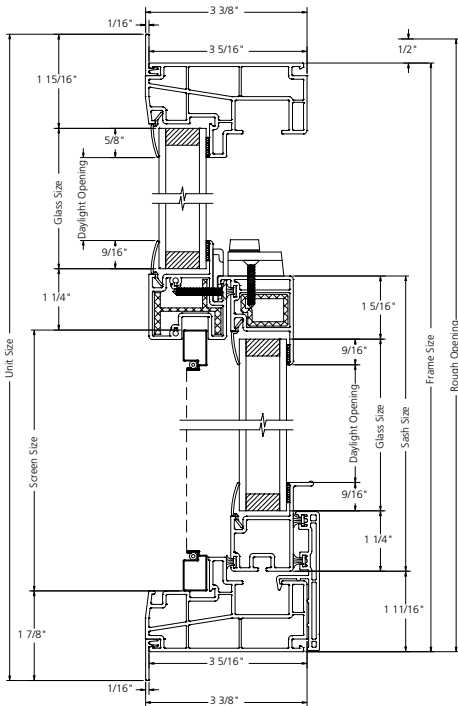 3 3/8"
1/16"
3 5/16"
1/2"
1 15/16"
5/8"
Glass Size
Daylight Opening
9/16"
1 1/4"
1 5/16"
9/16"
Unit Size
Screen Size
Daylight Opening
Glass Size
Sash Size
Frame Size
Rough Opening
9/16"
1 1/4"
1 11/16"
1 7/8"
3 5/16"
1/16"
3 3/8"